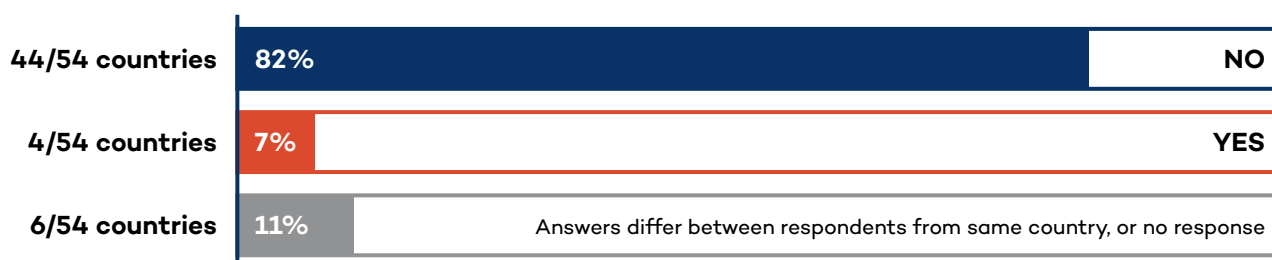 44/54 countries 82% NO
4/54 countries 7% YES
6/54 countries 11% Answers differ between respondents from same country, or no response